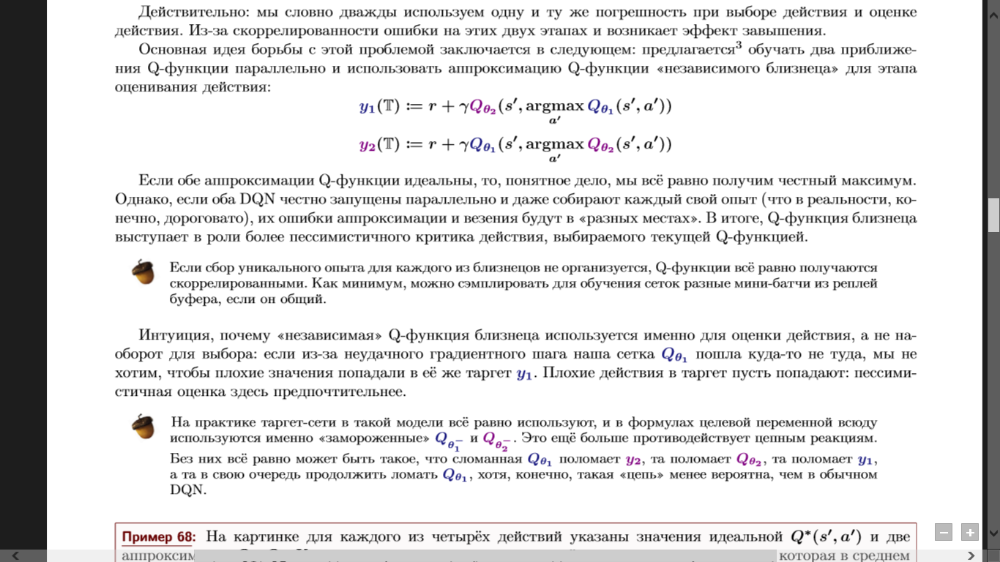 Действительно: мы словно дважды используем одну и ту же погрешность при выборе действия и оценке
действия. Из-за скоррелированности ошибки на этих двух этапах и возникает эффект завышения.
Основная идея борьбы с этой проблемой заключается в следующем: предлагается³ обучать два приближе-
ния Q-функции параллельно и использовать аппроксимацию Q-функции «независимого близнеца» для этапа
оценивания действия:
y₁(𝕋) := r + γQ_θ₂(s′, argmax_a′ Q_θ₁(s′, a′))
y₂(𝕋) := r + γQ_θ₁(s′, argmax_a′ Q_θ₂(s′, a′))
Если обе аппроксимации Q-функции идеальны, то, понятное дело, мы всё равно получим честный максимум.
Однако, если оба DQN честно запущены параллельно и даже собирают каждый свой опыт (что в реальности, ко-
нечно, дороговато), их ошибки аппроксимации и везения будут в «разных местах». В итоге, Q-функция близнеца
выступает в роли более пессимистичного критика действия, выбираемого текущей Q-функцией.
Если сбор уникального опыта для каждого из близнецов не организуется, Q-функции всё равно получаются
скоррелированными. Как минимум, можно сэмплировать для обучения сеток разные мини-батчи из реплей
буфера, если он общий.
Интуиция, почему «независимая» Q-функция близнеца используется именно для оценки действия, а не на-
оборот для выбора: если из-за неудачного градиентного шага наша сетка Q_θ₁ пошла куда-то не туда, мы не
хотим, чтобы плохие значения попадали в её же таргет y₁. Плохие действия в таргет пусть попадают: пессими-
стичная оценка здесь предпочтительнее.
На практике таргет-сети в такой модели всё равно используют, и в формулах целевой переменной всюду
используются именно «замороженные» Q_θ₁⁻ и Q_θ₂⁻. Это ещё больше противодействует цепным реакциям.
Без них всё равно может быть такое, что сломанная Q_θ₁ поломает y₂, та поломает Q_θ₂, та поломает y₁,
а та в свою очередь продолжить ломать Q_θ₁, хотя, конечно, такая «цепь» менее вероятна, чем в обычном
DQN.
Пример 68: На картинке для каждого из четырёх действий указаны значения идеальной Q*(s′, a′) и две
аппроксим которая в среднем